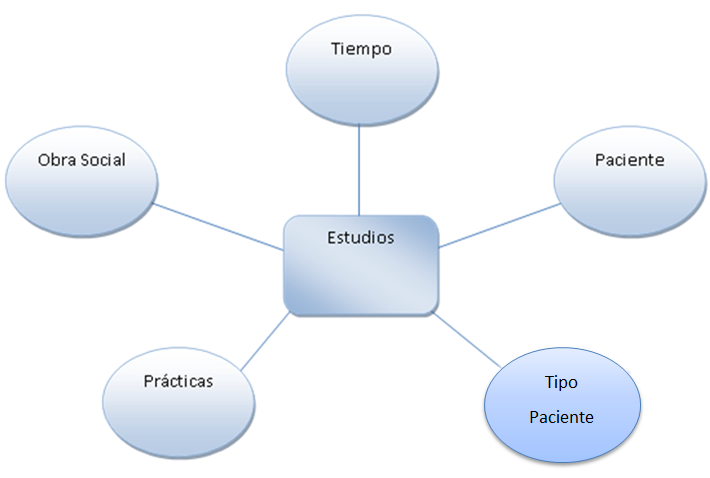 Tiempo
Obra Social
Paciente
Estudios
Prácticas
Tipo
Paciente